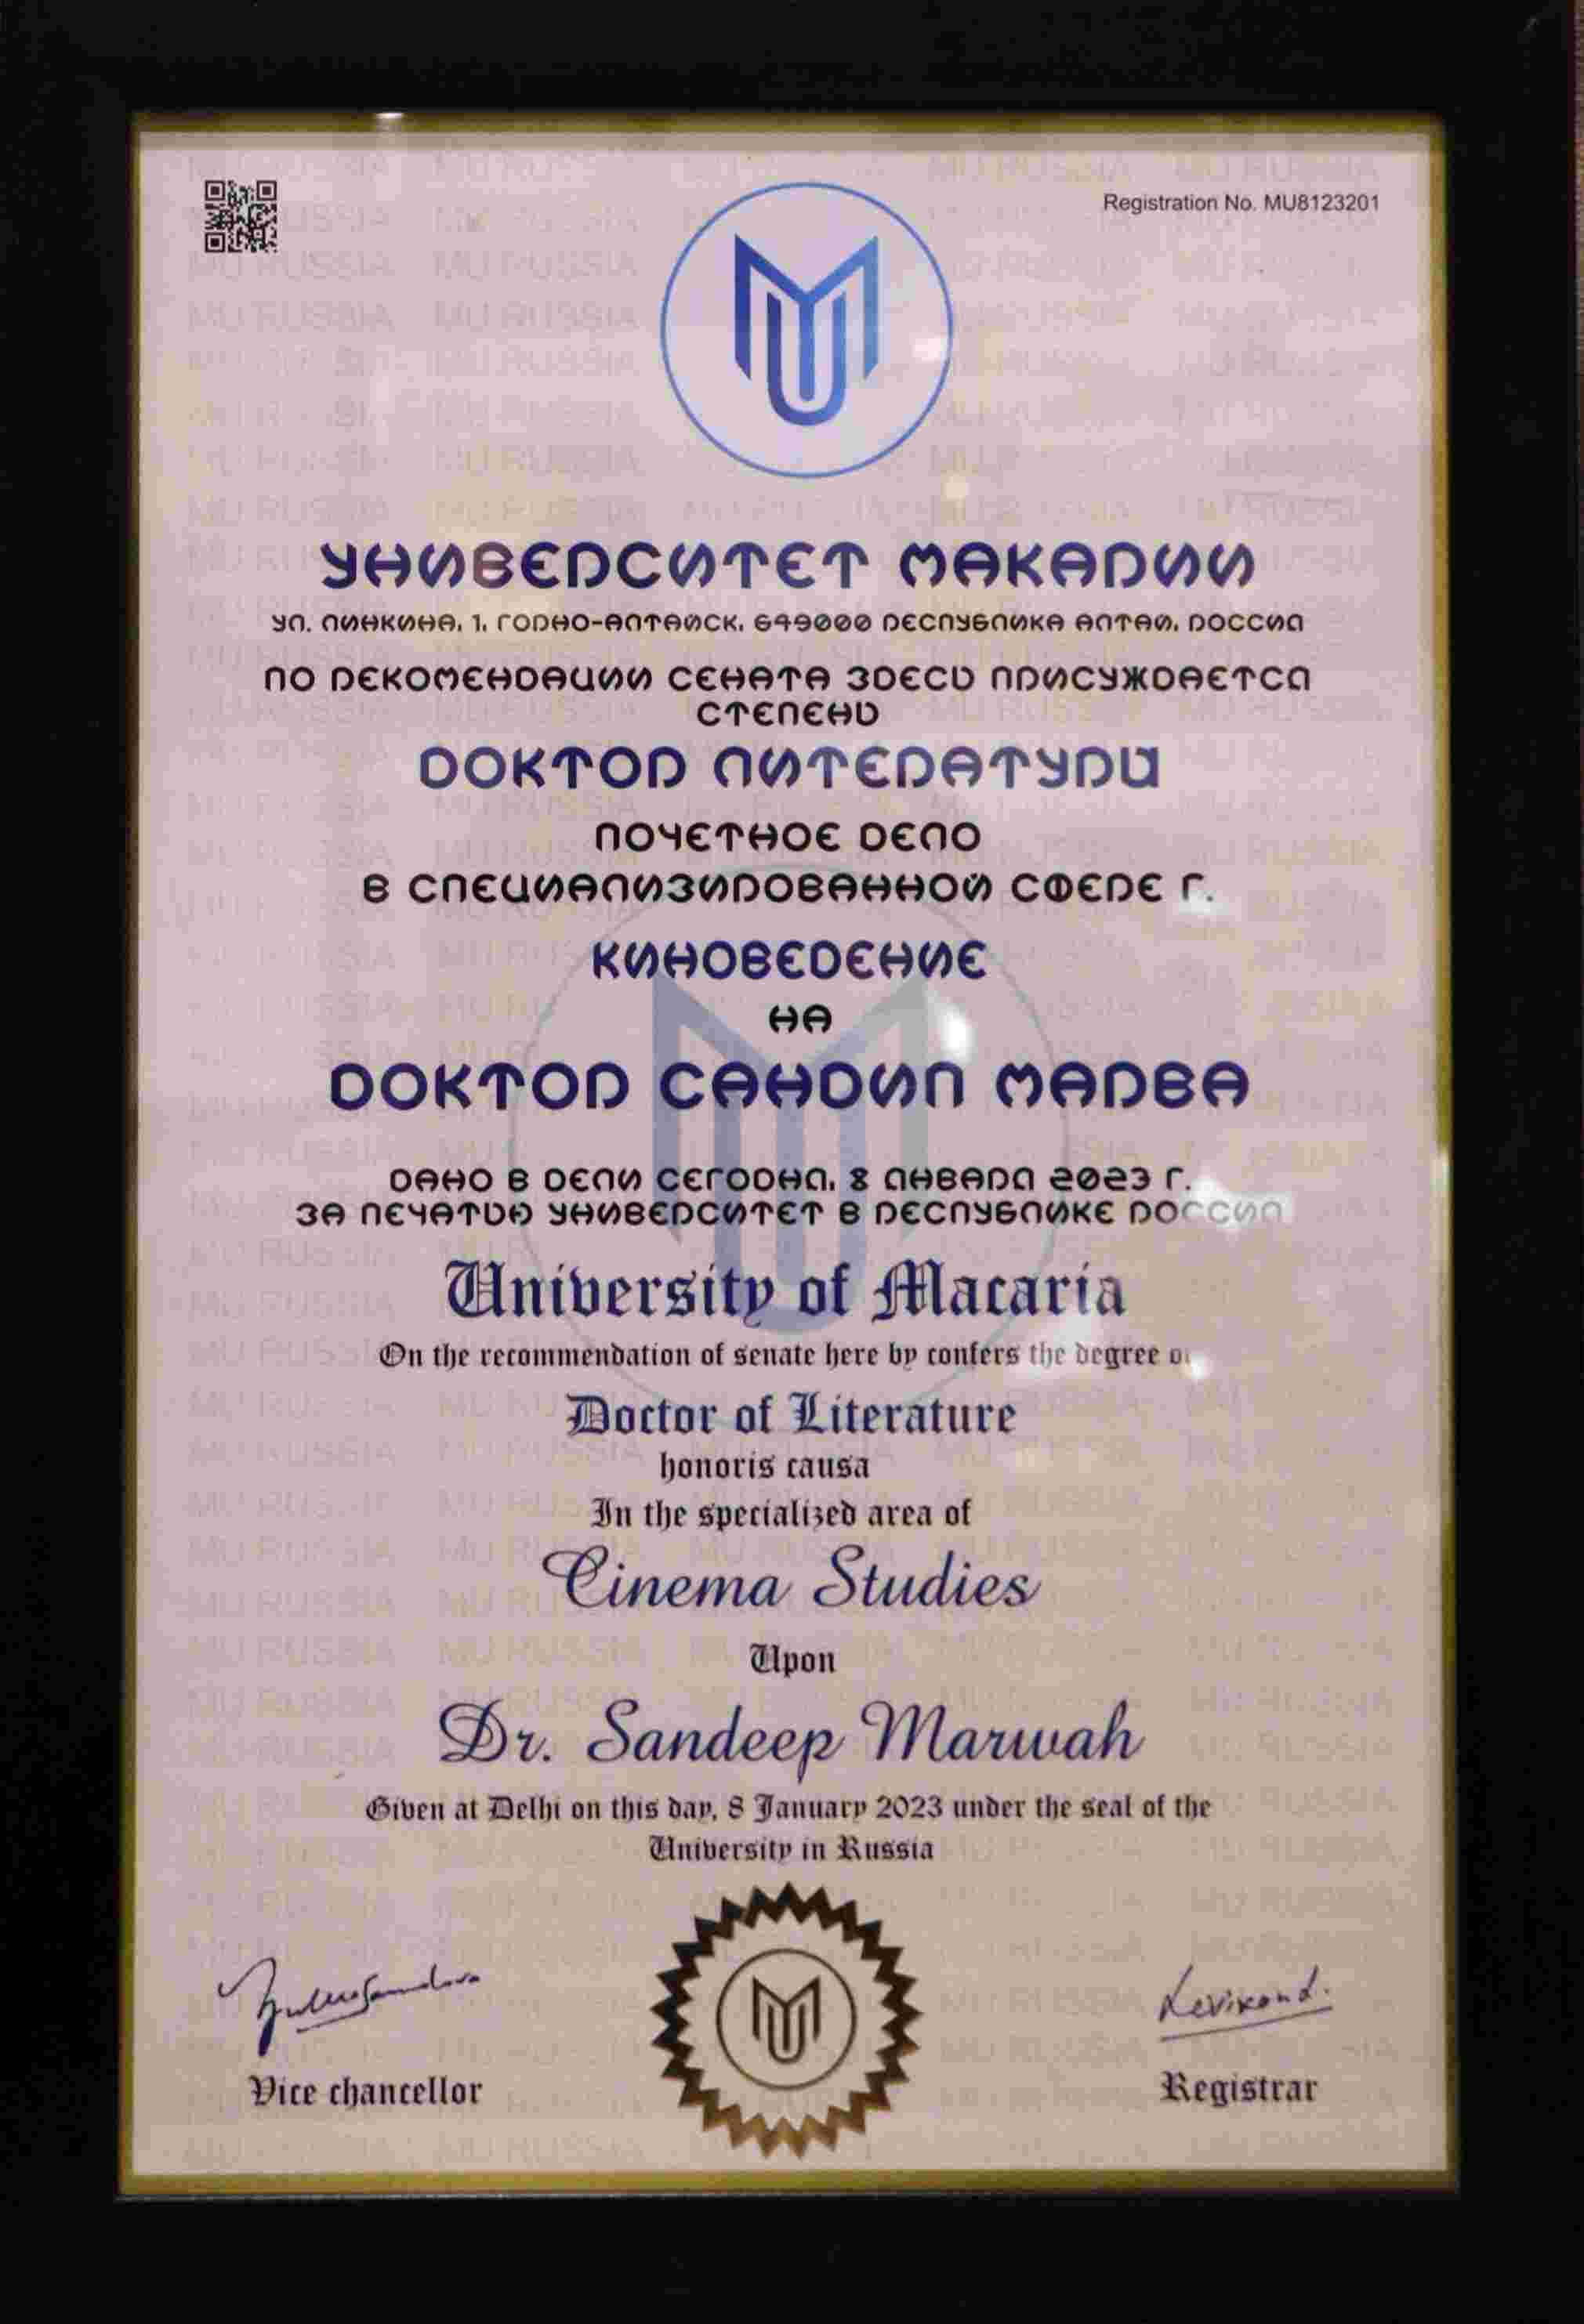 Registration No. MU8123201
MU
УНИВЕРСИТЕТ МАКАРИИ
УЛ. ЛИНКИНА, 1, ГОРНО-АЛТАЙСК, 649000 РЕСПУБЛИКА АЛТАЙ, РОССИЯ
ПО РЕКОМЕНДАЦИИ СЕНАТА ЗДЕСЬ ПРИСУЖДАЕТСЯ
СТЕПЕНЬ
ДОКТОР ЛИТЕРАТУРЫ
ПОЧЕТНОЕ ДЕЛО
В СПЕЦИАЛИЗИРОВАННОЙ СФЕРЕ Г.
КИНОВЕДЕНИЕ
НА
ДОКТОР САНДИП МАРВА
ДАНО В ДЕЛИ СЕГОДНЯ, 8 ЯНВАРЯ 2023 Г.
ЗА ПЕЧАТЬЮ УНИВЕРСИТЕТ В РЕСПУБЛИКЕ РОССИЯ
University of Macaria
On the recommendation of senate here by confers the degree
Doctor of Literature
honoris causa
In the specialized area of
Cinema Studies
Upon
Dr. Sandeep Marwah
Given at Delhi on this day, 8 January 2023 under the seal of the
University in Russia
MU
Vice chancellor
Registrar